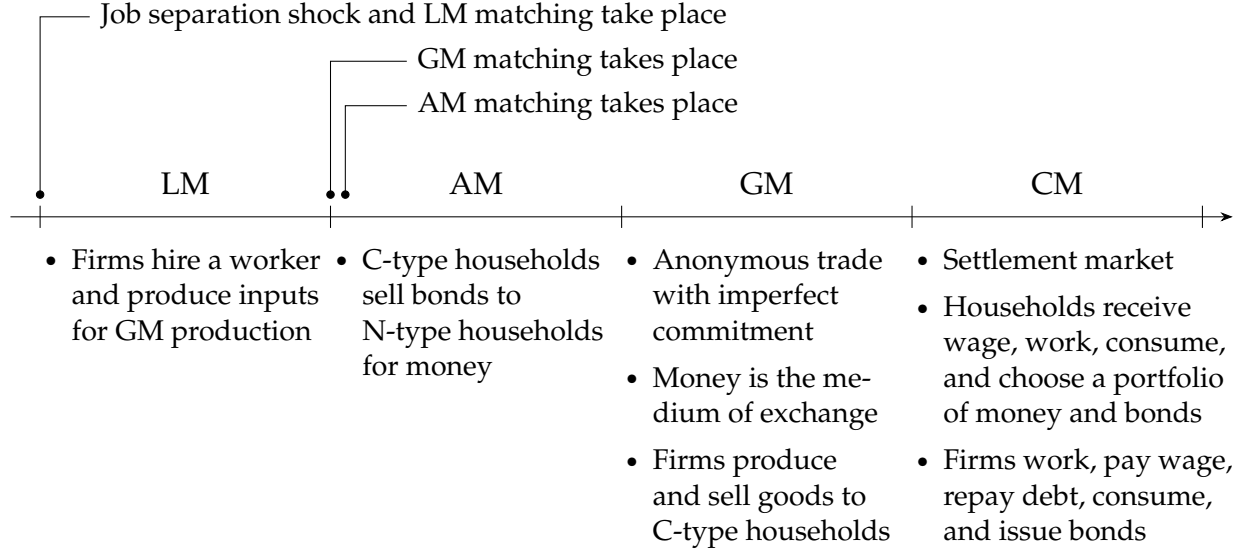 Job separation shock and LM matching take place
GM matching takes place
AM matching takes place
LM
AM
GM
CM
• Firms hire a worker
and produce inputs
for GM production
• C-type households
sell bonds to
N-type households
for money
• Anonymous trade
with imperfect
commitment
• Money is the me-
dium of exchange
• Firms produce
and sell goods to
C-type households
• Settlement market
• Households receive
wage, work, consume,
and choose a portfolio
of money and bonds
• Firms work, pay wage,
repay debt, consume,
and issue bonds